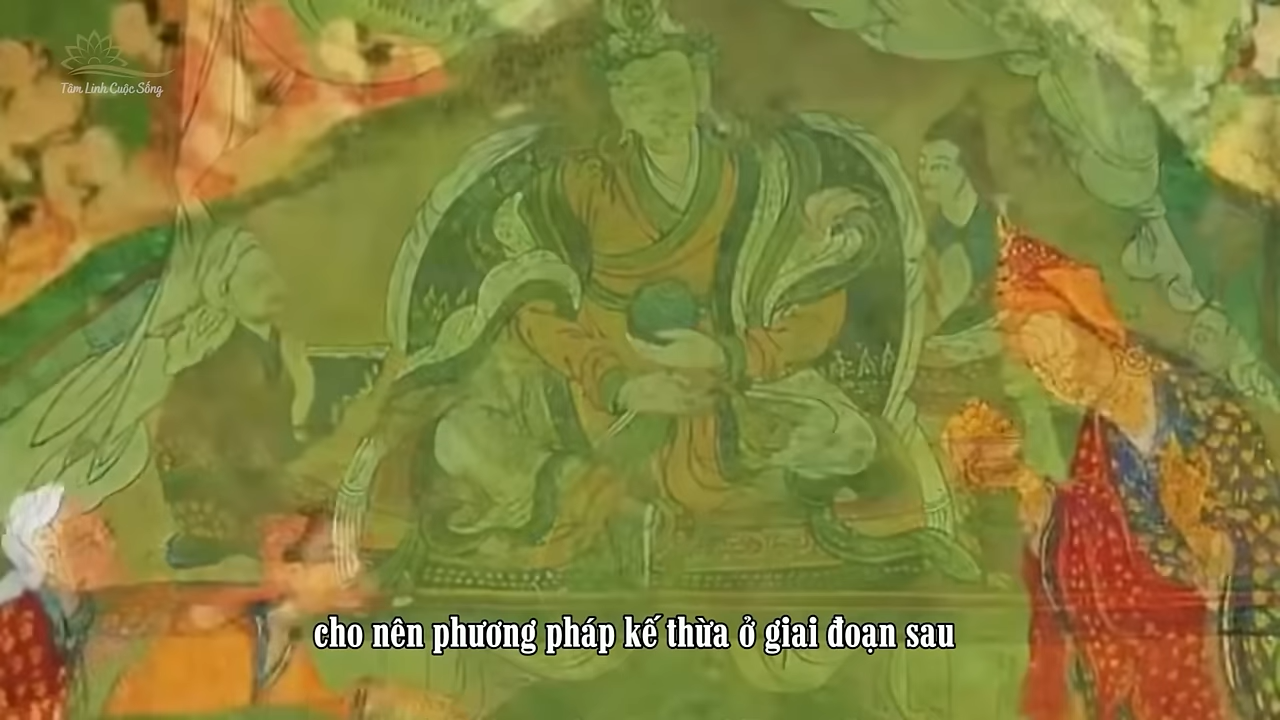 Tâm Linh Cuộc Sống
cho nên phương pháp kế thừa ở giai đoạn sau